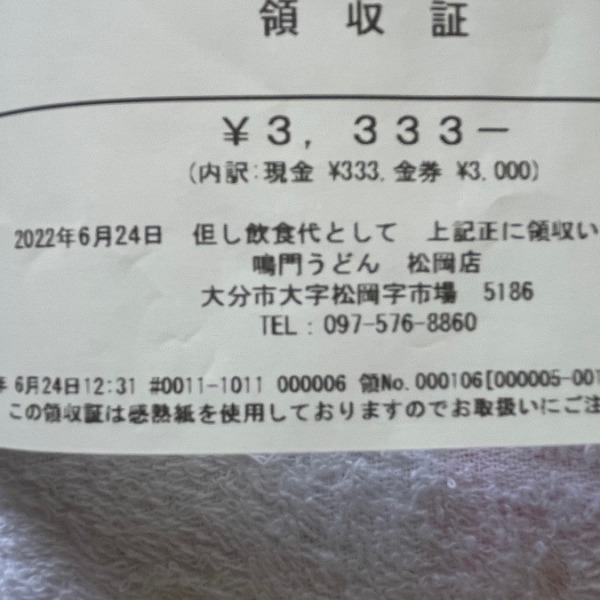 領収証
¥3,333ー
(内訳:現金 ¥333,金券 ¥3,000)
2022年6月24日 但し飲食代として 上記正に領収い
鳴門うどん 松岡店
大分市大字松岡字市場 5186
TEL : 097-576-8860
年 6月24日12:31 #0011-1011 000006 領No.000106[000005-001
この領収証は感熱紙を使用しておりますのでお取扱いにご注